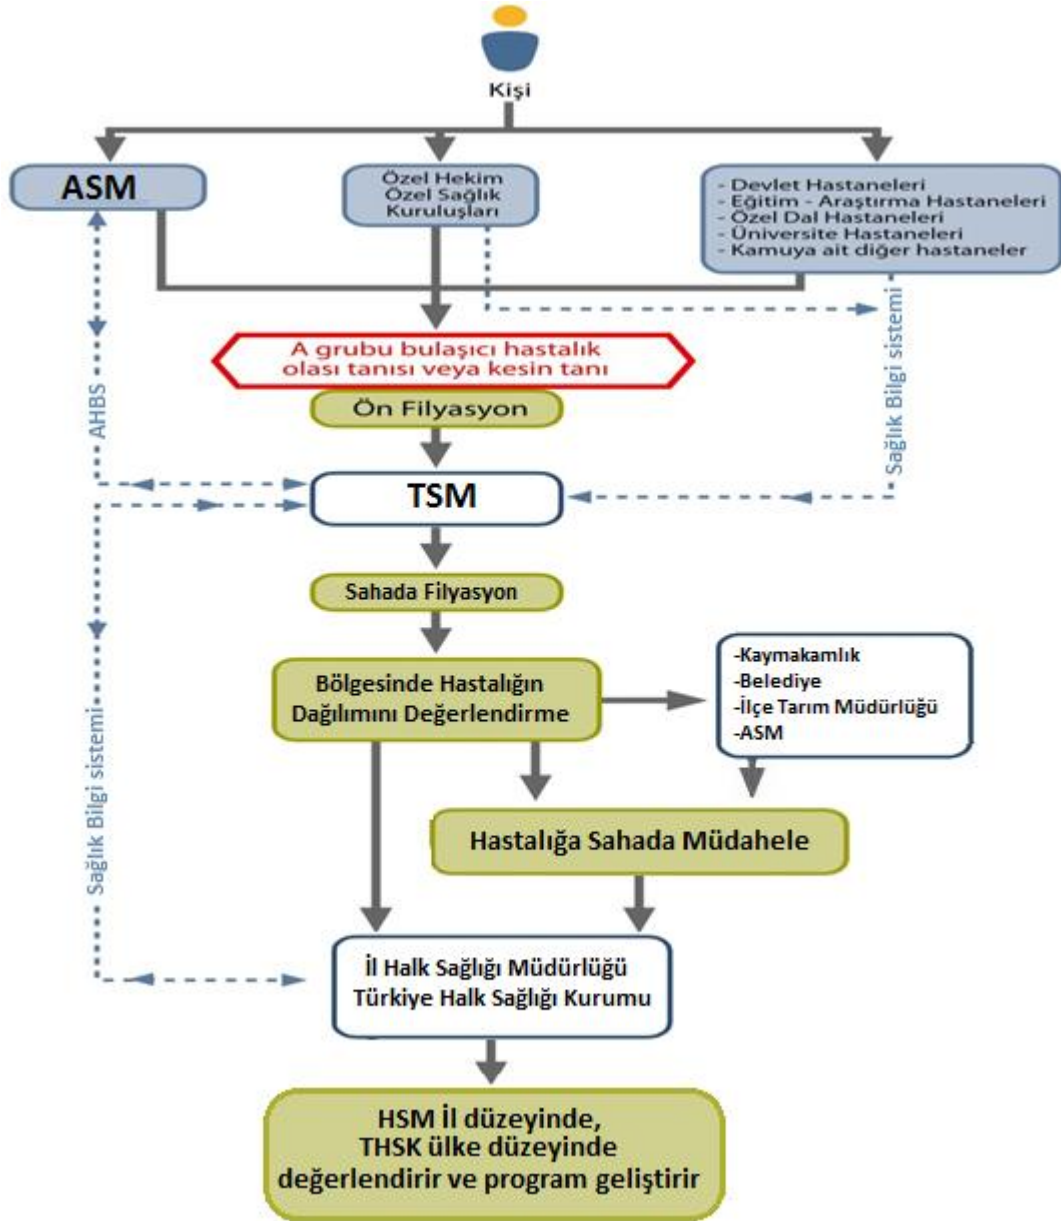 Kişi
ASM
Özel Hekim
Özel Sağlık
Kuruluşları
- Devlet Hastaneleri
- Eğitim - Araştırma Hastaneleri
- Özel Dal Hastaneleri
- Üniversite Hastaneleri
- Kamuya ait diğer hastaneler
A grubu bulaşıcı hastalık
olası tanısı veya kesin tanı
Ön Filyasyon
AHBS
Sağlık Bilgi sistemi
TSM
Sahada Filyasyon
Bölgesinde Hastalığın
Dağılımını Değerlendirme
-Kaymakamlık
-Belediye
-İlçe Tarım Müdürlüğü
-ASM
Sağlık Bilgi sistemi
Hastalığa Sahada Müdahele
İl Halk Sağlığı Müdürlüğü
Türkiye Halk Sağlığı Kurumu
HSM İl düzeyinde,
THSK ülke düzeyinde
değerlendirir ve program geliştirir